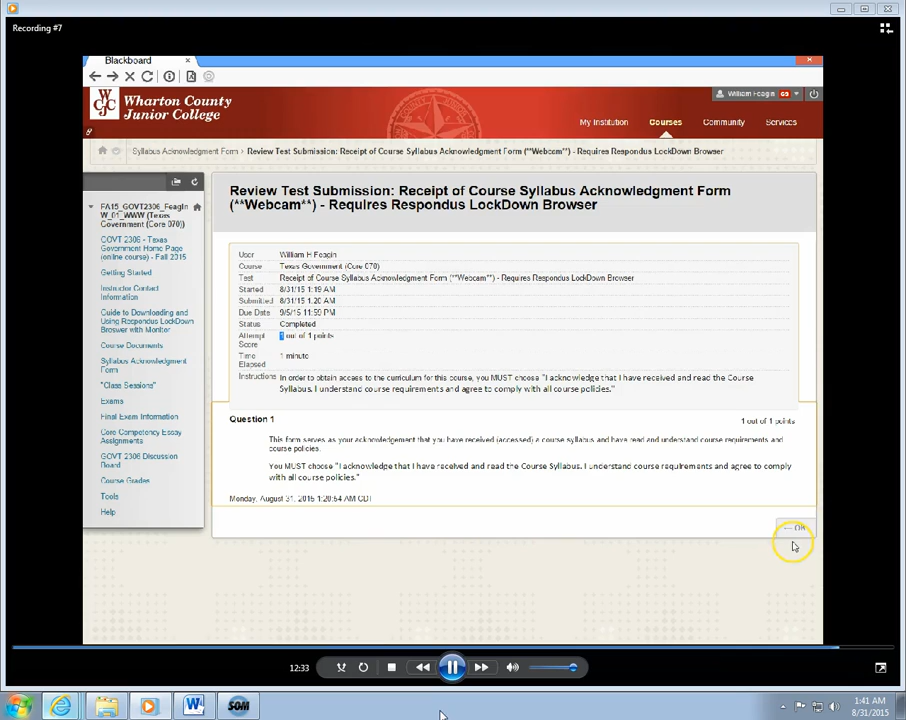 Recording #7
Blackboard
Wharton County
Junior College
William Feagin 69
My Institution Courses Community Services
Syllabus Acknowledgment Form › Review Test Submission: Receipt of Course Syllabus Acknowledgment Form (**Webcam**) - Requires Respondus LockDown Browser
FA15_GOVT2306_Feagin
W_01_WWW (Texas
Government (Core 070))
GOVT 2306 - Texas
Government Home Page
(online course) - Fall 2015
Getting Started
Instructor Contact
Information
Guide to Downloading and
Using Respondus LockDown
Broswer with Monitor
Course Documents
Syllabus Acknowledgment
Form
"Class Sessions"
Exams
Final Exam Information
Core Competency Essay
Assignments
GOVT 2306 Discussion
Board
Course Grades
Tools
Help
Review Test Submission: Receipt of Course Syllabus Acknowledgment Form
(**Webcam**) - Requires Respondus LockDown Browser
User William H Feagin
Course Texas Government (Core 070)
Test Receipt of Course Syllabus Acknowledgment Form (**Webcam**) - Requires Respondus LockDown Browser
Started 8/31/15 1:19 AM
Submitted 8/31/15 1:20 AM
Due Date 9/5/15 11:59 PM
Status Completed
Attempt Score 1 out of 1 points
Time Elapsed 1 minute
Instructions In order to obtain access to the curriculum for this course, you MUST choose "I acknowledge that I have received and read the Course
Syllabus. I understand course requirements and agree to comply with all course policies."
Question 1 1 out of 1 points
This form serves as your acknowledgement that you have received (accessed) a course syllabus and have read and understand course requirements and
course policies.
You MUST choose "I acknowledge that I have received and read the Course Syllabus. I understand course requirements and agree to comply
with all course policies."
Monday, August 31, 2015 1:20:54 AM CDT
← OK
12:33
SOM
1:41 AM
8/31/2015